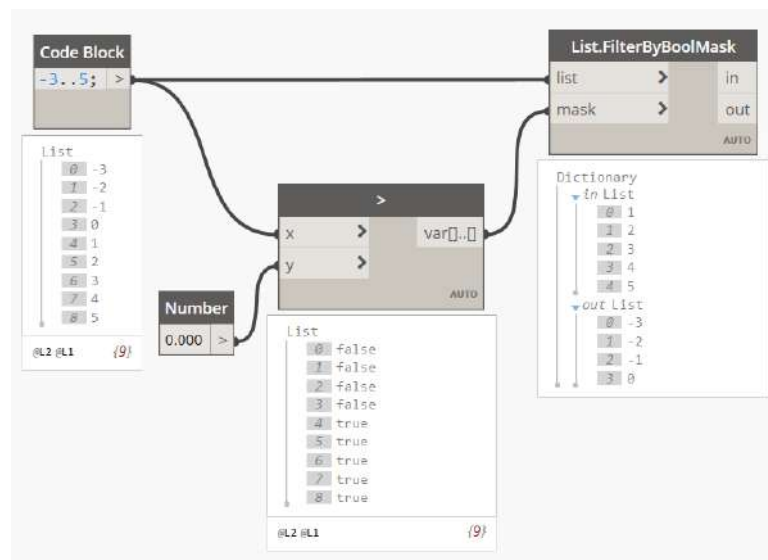 Code Block
-3..5; >
List
0 -3
1 -2
2 -1
3 0
4 1
5 2
6 3
7 4
8 5
@L2 @L1 {9}
Number
0.000 >
>
x > var[]..[]
y >
AUTO
List
0 false
1 false
2 false
3 false
4 true
5 true
6 true
7 true
8 true
@L2 @L1 {9}
List.FilterByBoolMask
list > in
mask > out
AUTO
Dictionary
in List
0 1
1 2
2 3
3 4
4 5
out List
0 -3
1 -2
2 -1
3 0